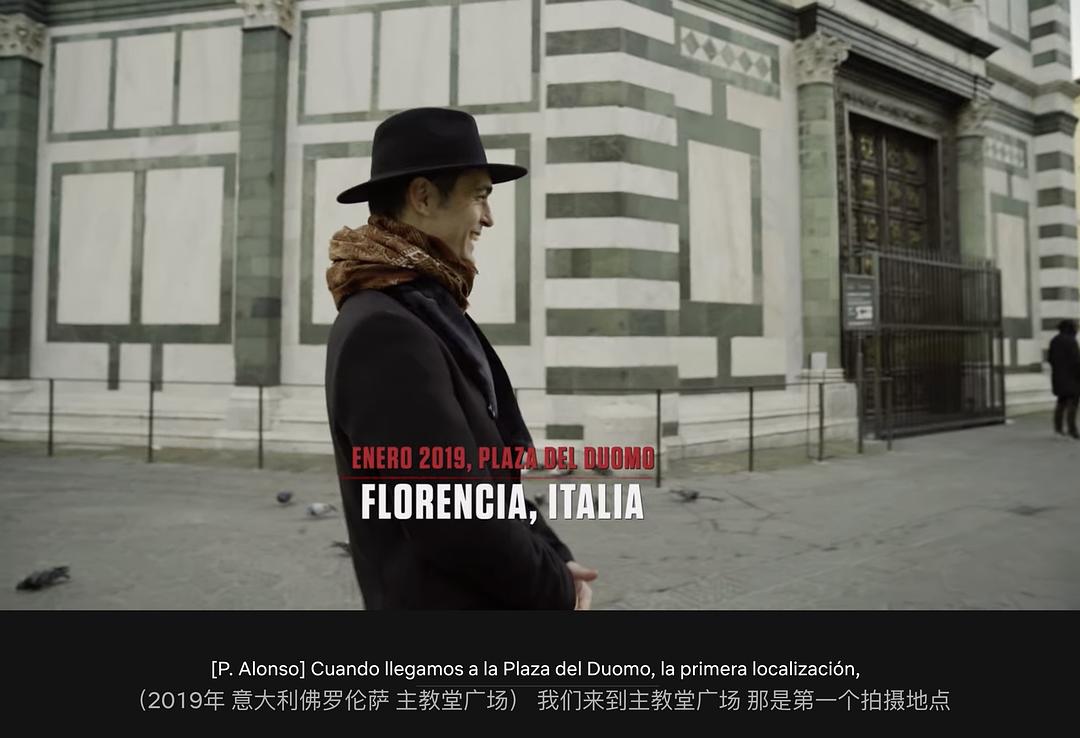 ENERO 2019, PLAZA DEL DUOMO
FLORENCIA, ITALIA
[P. Alonso] Cuando llegamos a la Plaza del Duomo, la primera localización,
（2019年 意大利佛罗伦萨 主教堂广场） 我们来到主教堂广场 那是第一个拍摄地点